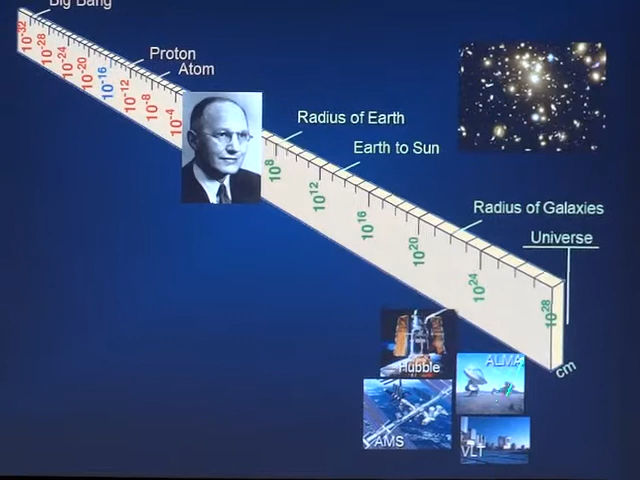 Big Bang
10-32
10-28
10-24
10-20
10-16
10-12
10-8
10-4
Proton
Atom
Radius of Earth
Earth to Sun
Radius of Galaxies
Universe
10⁸
10¹²
10¹⁶
10²⁰
10²⁴
10²⁸
cm
Hubble
ALMA
AMS
VLT